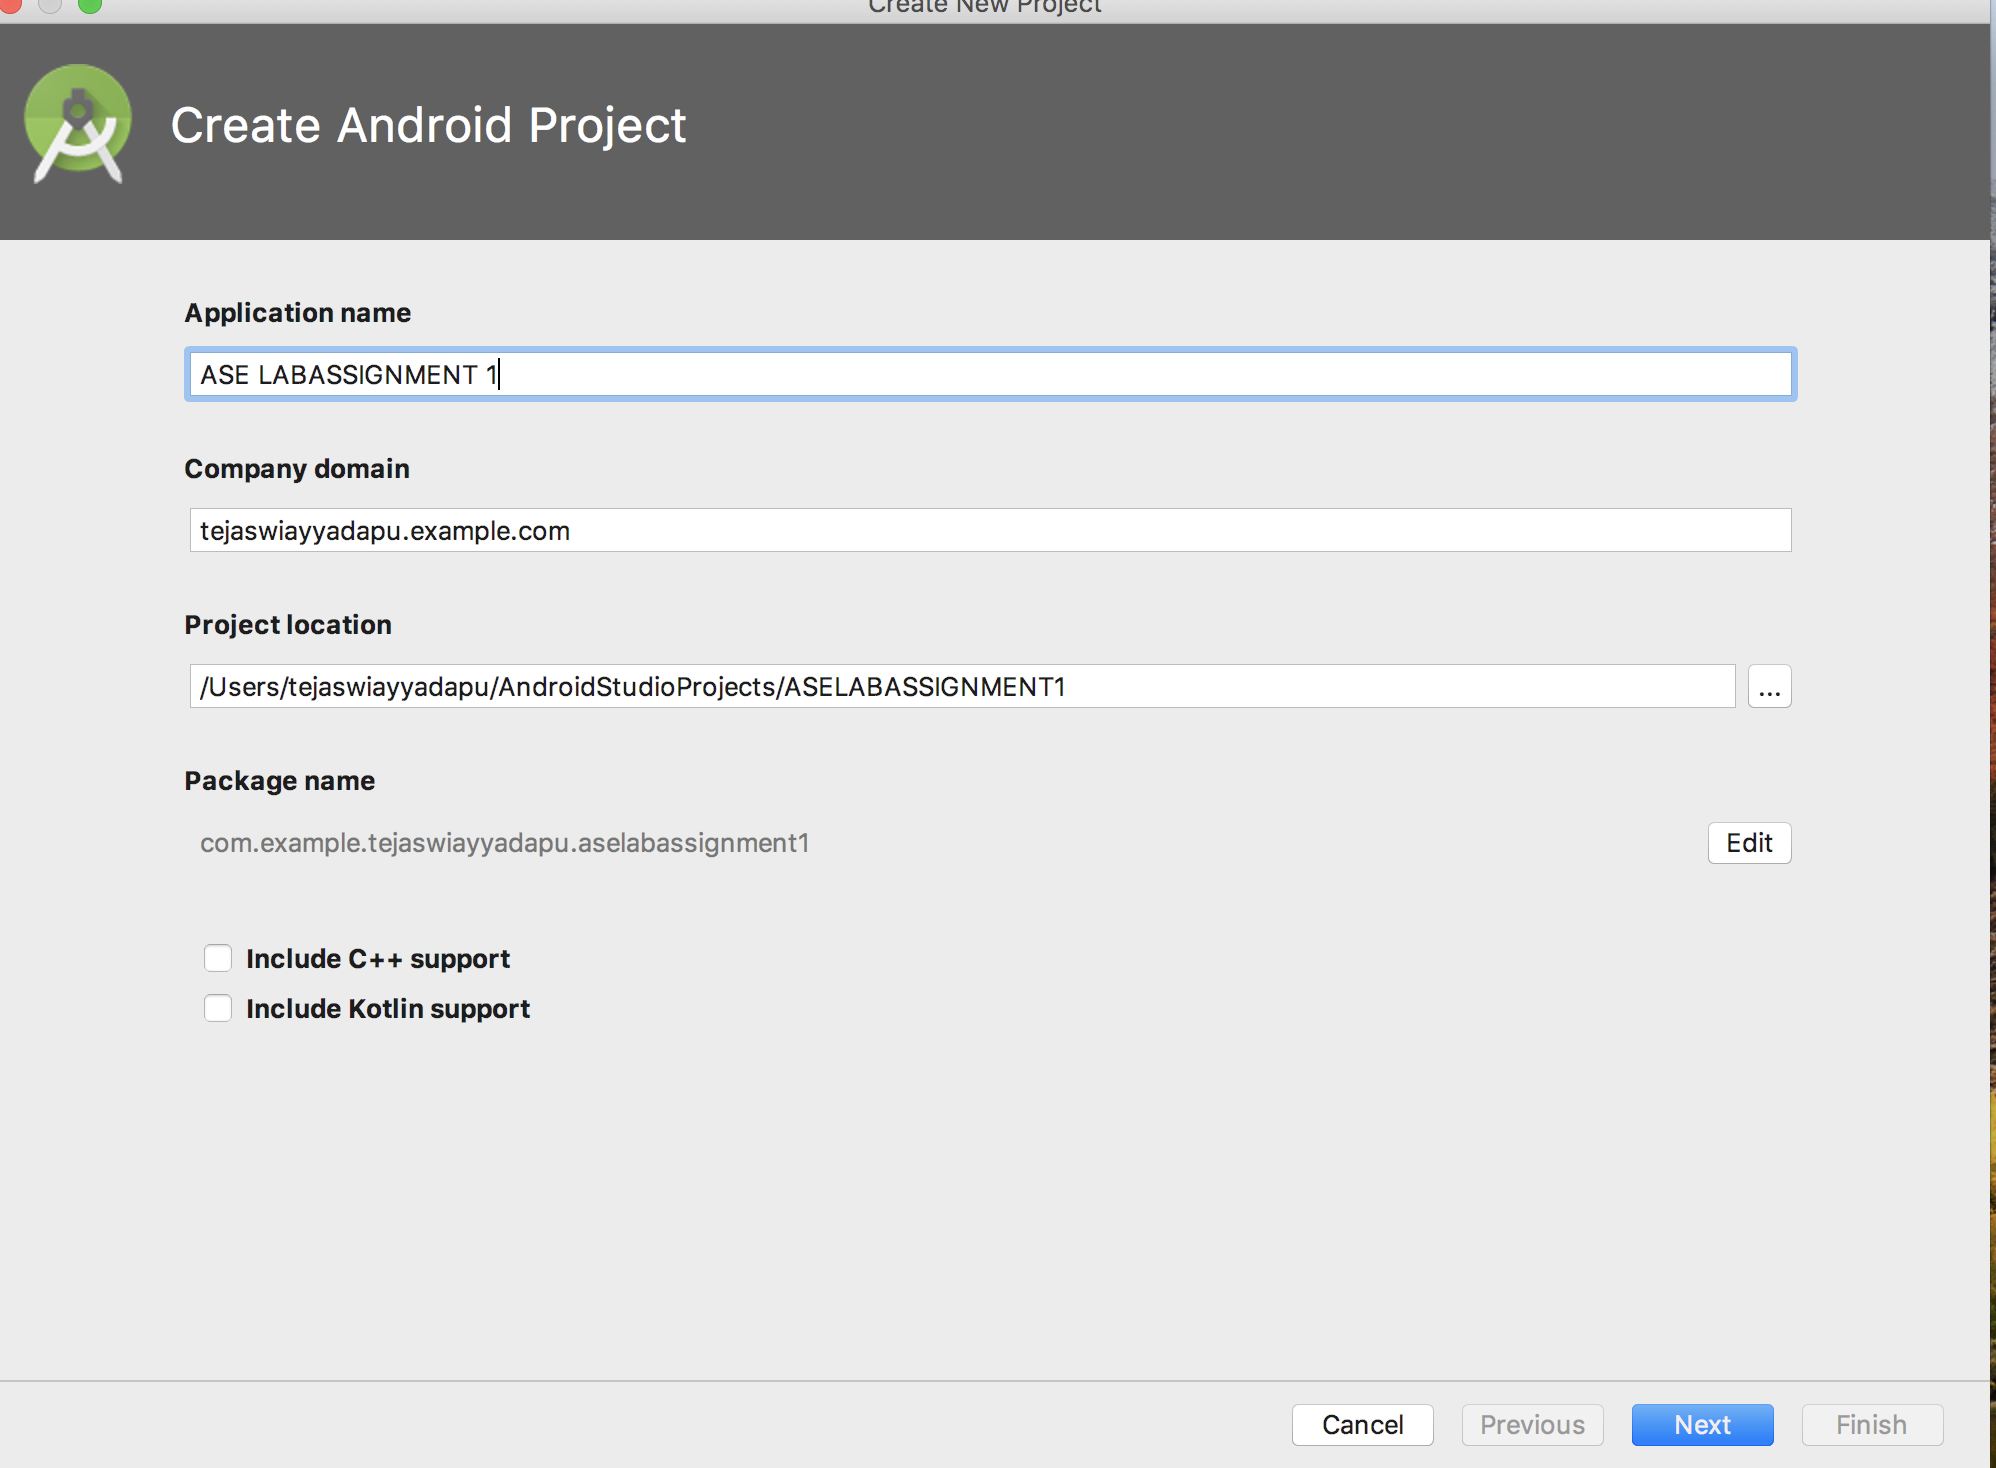 Create New Project
Create Android Project
Application name
ASE LABASSIGNMENT 1
Company domain
tejaswiayyadapu.example.com
Project location
/Users/tejaswiayyadapu/AndroidStudioProjects/ASELABASSIGNMENT1
...
Package name
com.example.tejaswiayyadapu.aselabassignment1
Edit
Include C++ support
Include Kotlin support
Cancel Previous Next Finish